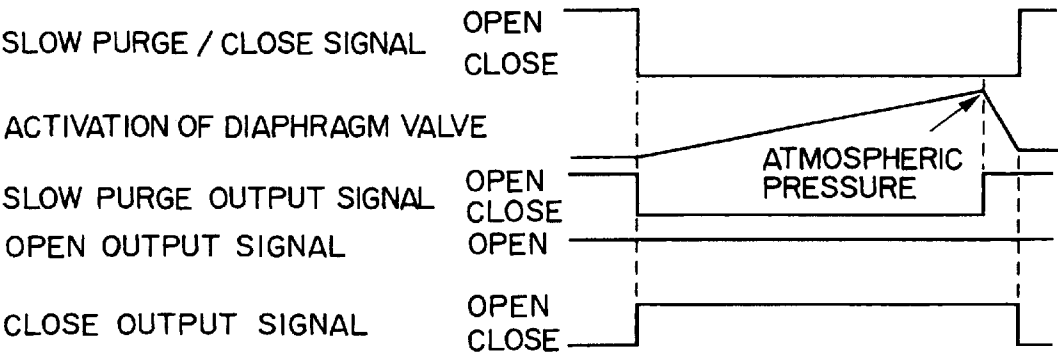 SLOW PURGE / CLOSE SIGNAL
OPEN
CLOSE
ACTIVATION OF DIAPHRAGM VALVE
ATMOSPHERIC
PRESSURE
SLOW PURGE OUTPUT SIGNAL
OPEN
CLOSE
OPEN OUTPUT SIGNAL
OPEN
CLOSE OUTPUT SIGNAL
OPEN
CLOSE